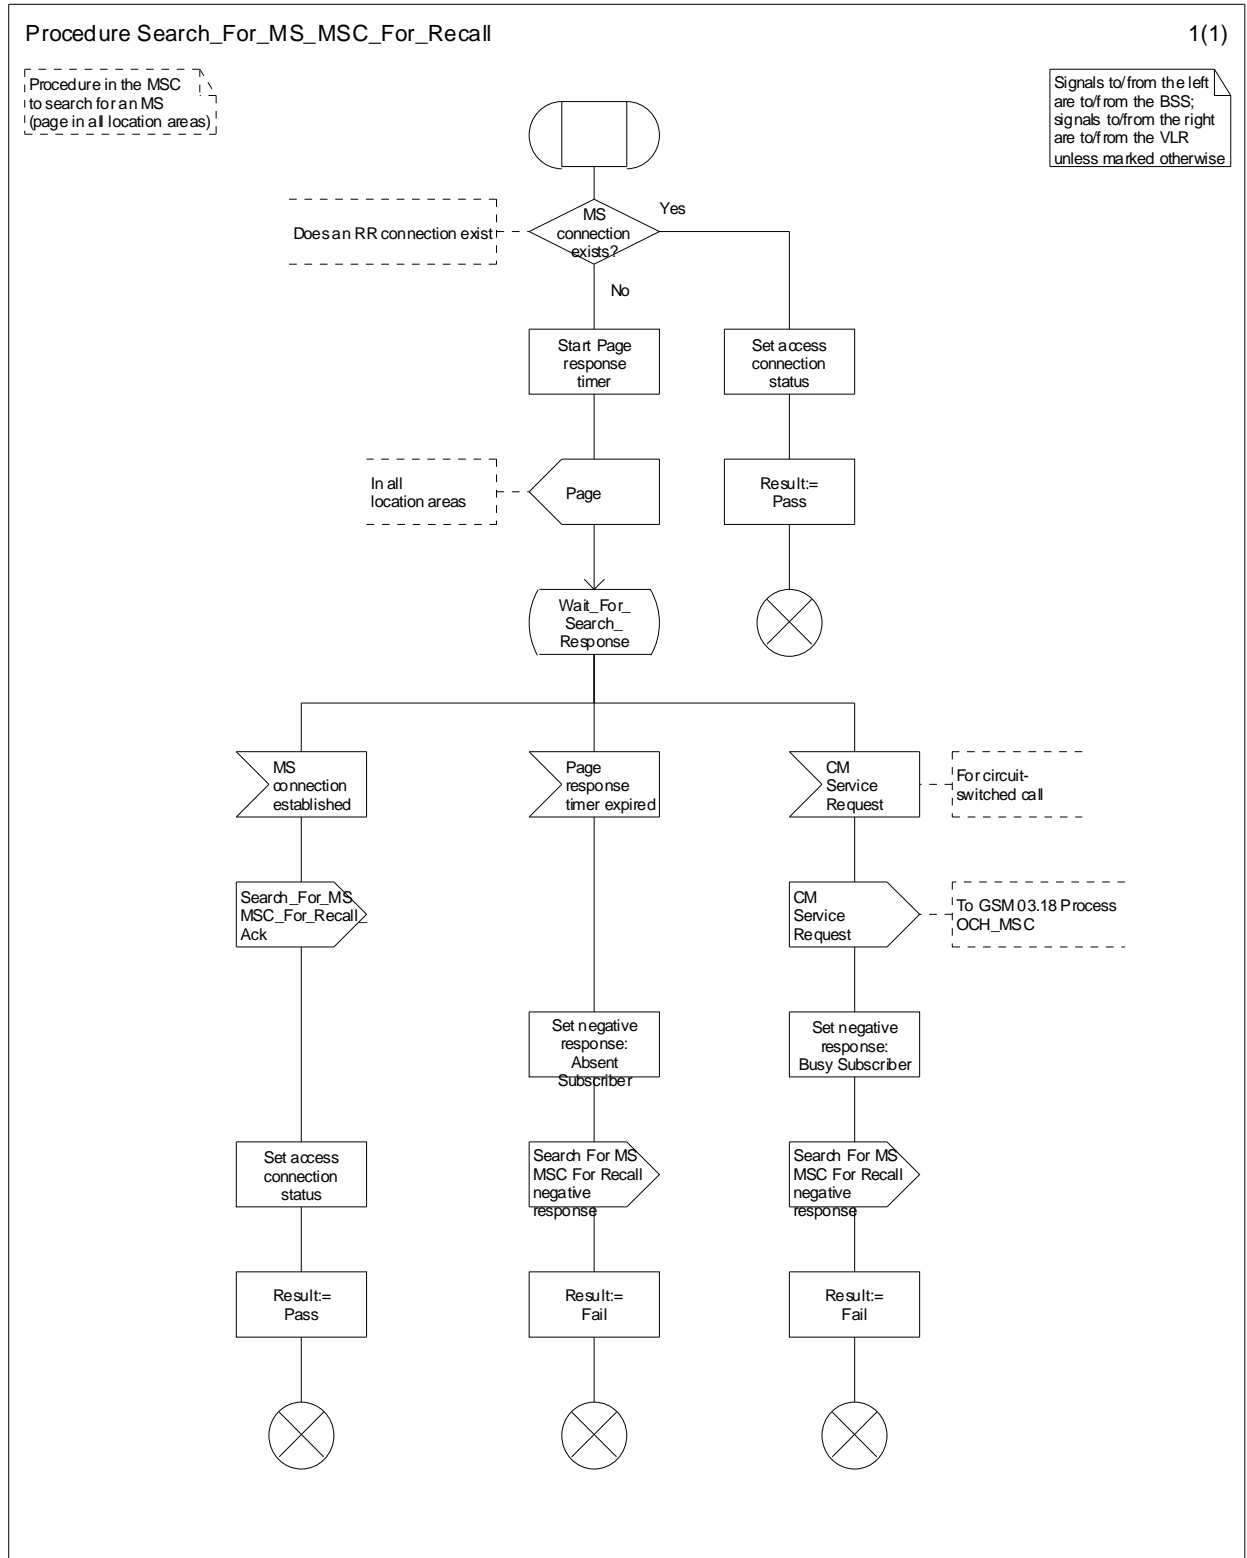 Procedure Search_For_MS_MSC_For_Recall
1(1)
Procedure in the MSC
to search for an MS
(page in all location areas)
Signals to/from the left
are to/from the BSS;
signals to/from the right
are to/from the VLR
unless marked otherwise
Does an RR connection exist
MS
connection
exists?
Yes
No
Start Page
response
timer
Set access
connection
status
In all
location areas
Page
Result:=
Pass
Wait_For_
Search_
Response
MS
connection
established
Page
response
timer expired
CM
Service
Request
For circuit-
switched call
Search_For_MS_
MSC_For_Recall_
Ack
CM
Service
Request
To GSM 03.18 Process
OCH_MSC
Set negative
response:
Absent
Subscriber
Set negative
response:
Busy Subscriber
Set access
connection
status
Search For MS
MSC For Recall
negative
response
Search For MS
MSC For Recall
negative
response
Result:=
Pass
Result:=
Fail
Result:=
Fail